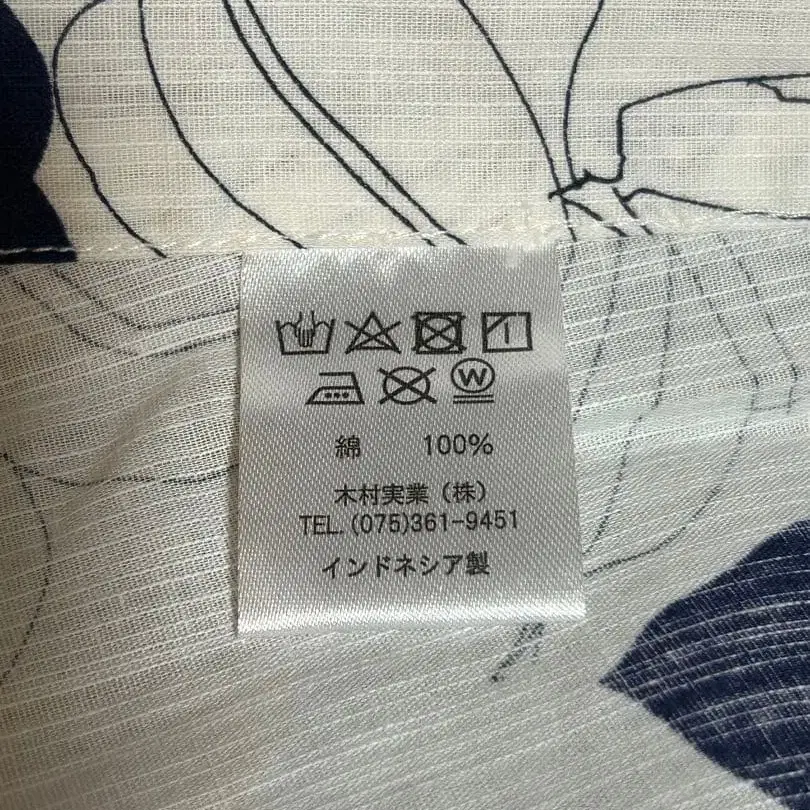 W
綿 100%
木村実業（株）
TEL.(075)361-9451
インドネシア製